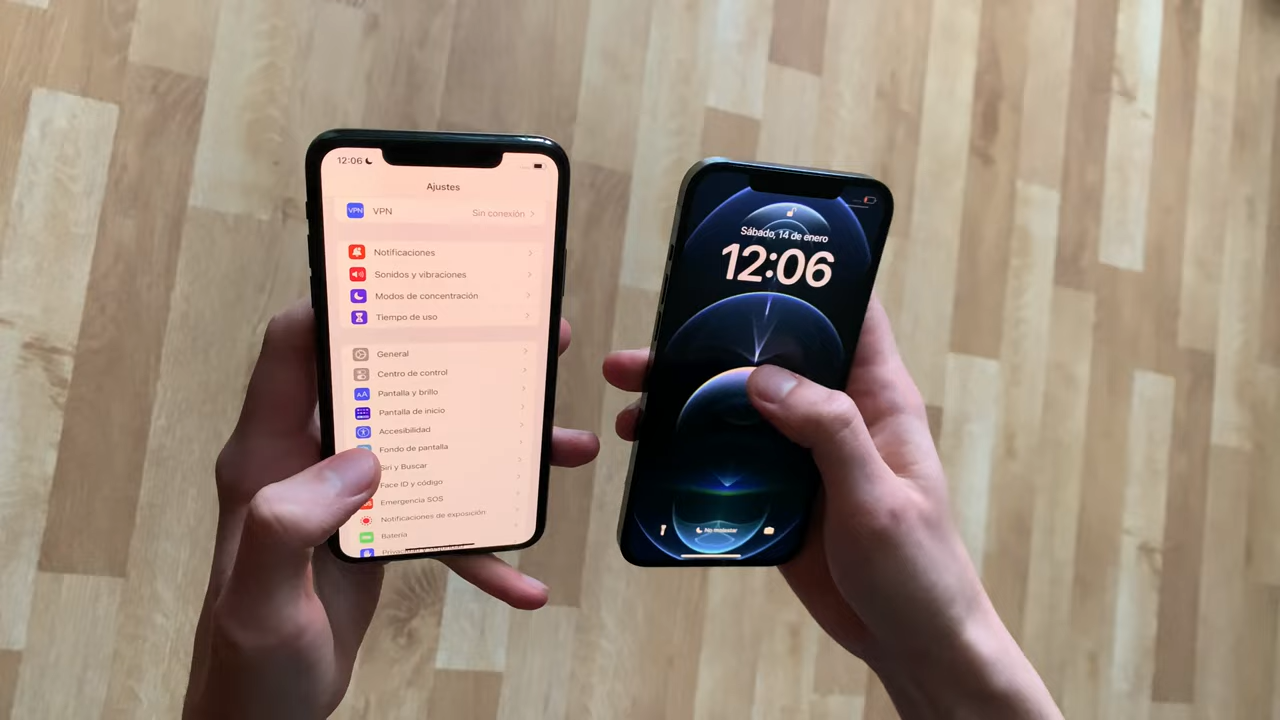 12:06
Ajustes
VPN VPN Sin conexión
Notificaciones
Sonidos y vibraciones
Modos de concentración
Tiempo de uso
General
Centro de control
AA Pantalla y brillo
Pantalla de inicio
Accesibilidad
Fondo de pantalla
Siri y Buscar
Face ID y código
Emergencia SOS
Notificaciones de exposición
Batería
Sábado, 14 de enero
12:06
No molestar